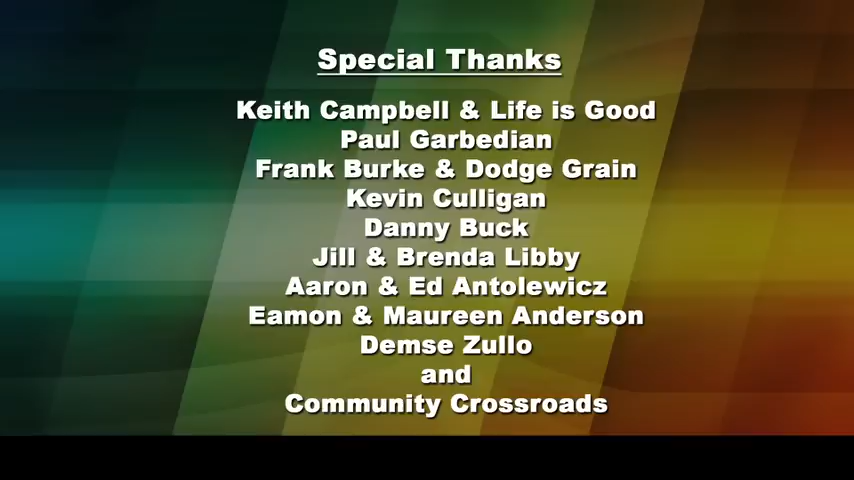 Special Thanks
Keith Campbell & Life is Good
Paul Garbedian
Frank Burke & Dodge Grain
Kevin Culligan
Danny Buck
Jill & Brenda Libby
Aaron & Ed Antolewicz
Eamon & Maureen Anderson
Demse Zullo
and
Community Crossroads